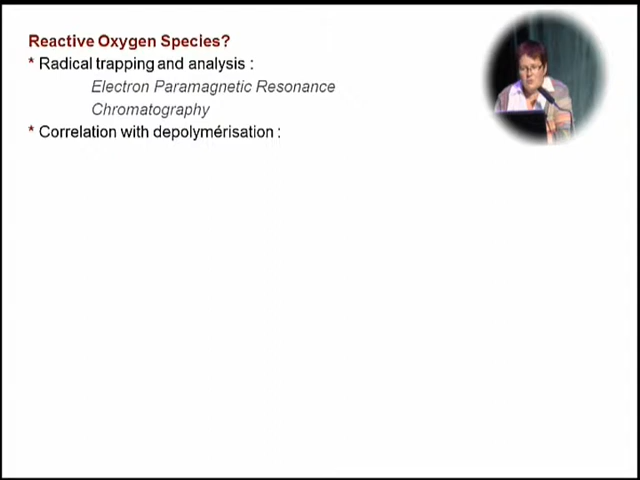 Reactive Oxygen Species?
* Radical trapping and analysis :
Electron Paramagnetic Resonance
Chromatography
* Correlation with depolymérisation :